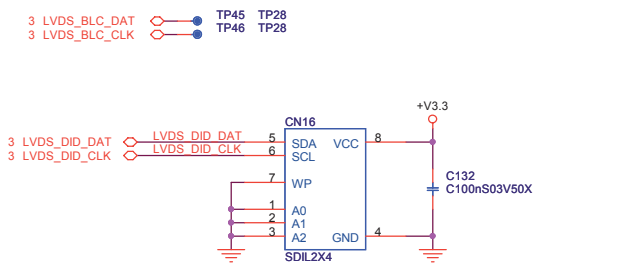 3 LVDS_BLC_DAT TP45 TP28
3 LVDS_BLC_CLK TP46 TP28
+V3.3
CN16
3 LVDS_DID_DAT LVDS_DID_DAT 5 SDA VCC 8
3 LVDS_DID_CLK LVDS_DID_CLK 6 SCL
C132
7 WP C100nS03V50X
1 A0
2 A1
3 A2 GND 4
SDIL2X4